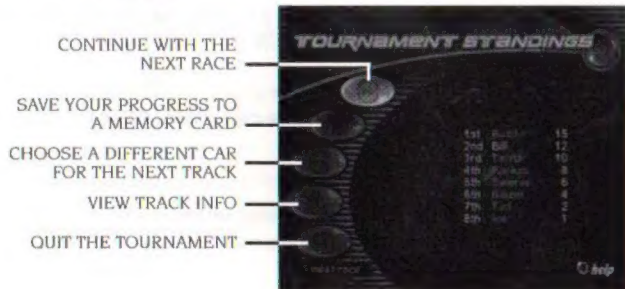 CONTINUE WITH THE
NEXT RACE
SAVE YOUR PROGRESS TO
A MEMORY CARD
CHOOSE A DIFFERENT CAR
FOR THE NEXT TRACK
VIEW TRACK INFO
QUIT THE TOURNAMENT
TOURNAMENT STANDINGS
1st 15
2nd Bill 12
3rd 10
4th 8
5th 6
6th 4
7th
8th 1
help